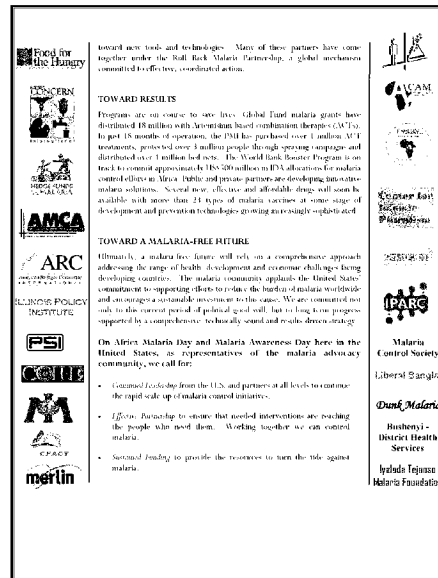 toward new tools and technologies. Many of these partners have come
together under the Roll Back Malaria Partnership, a global mechanism
committed to effective, coordinated action.
TOWARD RESULTS
Programs are on course to save lives. Global Fund malaria grants have
distributed 18 million with Artemisinin based combination therapies (ACTs).
In just 18 months of operation, the PMI has purchased over 1 million ACT
treatments, protected over 3 million people through spraying campaigns and
distributed over 1 million bed nets. The World Bank Booster Program is on
track to commit approximately US$ 500 million in IDA allocations for malaria
control efforts in Africa. Public and private partners are developing innovative
malaria solutions. Several new, effective and affordable drugs will soon be
available with more than 23 types of malaria vaccines at some stage of
development and prevention technologies growing increasingly sophisticated.
TOWARD A MALARIA-FREE FUTURE
Ultimately, a malaria-free future will rely on a comprehensive approach
addressing the range of health, development and economic challenges facing
developing countries. The malaria community applauds the United States'
commitment to supporting efforts to reduce the burden of malaria worldwide
and encourages a sustainable investment to this cause. We are committed not
only to this current period of political good will, but to long term progress
supported by a comprehensive, technically sound and results-driven strategy.
On Africa Malaria Day and Malaria Awareness Day here in the
United States, as representatives of the malaria advocacy
community, we call for:
• Continued Leadership from the U.S. and partners at all levels to continue
the rapid scale up of malaria control initiatives.
• Effective Partnership to ensure that needed interventions are reaching
the people who need them. Working together we can control
malaria.
• Sustained Funding to provide the resources to turn the tide against
malaria.
Food for
the Hungry
CONCERN
AMCA
ARC
INTERNATIONAL
ILLINOIS POLICY
INSTITUTE
PSI
CORE
merlin
ACAM
Center for
Science
IPARC
Malaria
Control Society
Liberal Bangla
Dunk Malaria
Bushenyi -
District Health
Services
Iyzleda Tejanso
Malaria Foundation